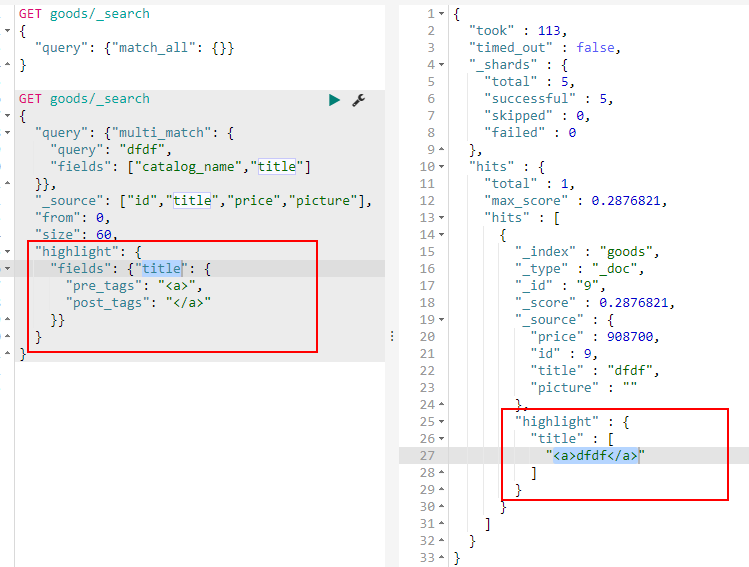 GET goods/_search
{
  "query": {"match_all": {}}
}
GET goods/_search
{
  "query": {"multi_match": {
    "query": "dfdf",
    "fields": ["catalog_name","title"]
  }},
  "_source": ["id","title","price","picture"],
  "from": 0,
  "size": 60,
  "highlight": {
    "fields": {"title": {
      "pre_tags": "<a>",
      "post_tags": "</a>"
    }}
  }
}
1 {
2   "took" : 113,
3   "timed_out" : false,
4   "_shards" : {
5     "total" : 5,
6     "successful" : 5,
7     "skipped" : 0,
8     "failed" : 0
9   },
10   "hits" : {
11     "total" : 1,
12     "max_score" : 0.2876821,
13     "hits" : [
14       {
15         "_index" : "goods",
16         "_type" : "_doc",
17         "_id" : "9",
18         "_score" : 0.2876821,
19         "_source" : {
20           "price" : 908700,
21           "id" : 9,
22           "title" : "dfdf",
23           "picture" : ""
24         },
25         "highlight" : {
26           "title" : [
27             "<a>dfdf</a>"
28           ]
29         }
30       }
31     ]
32   }
33 }